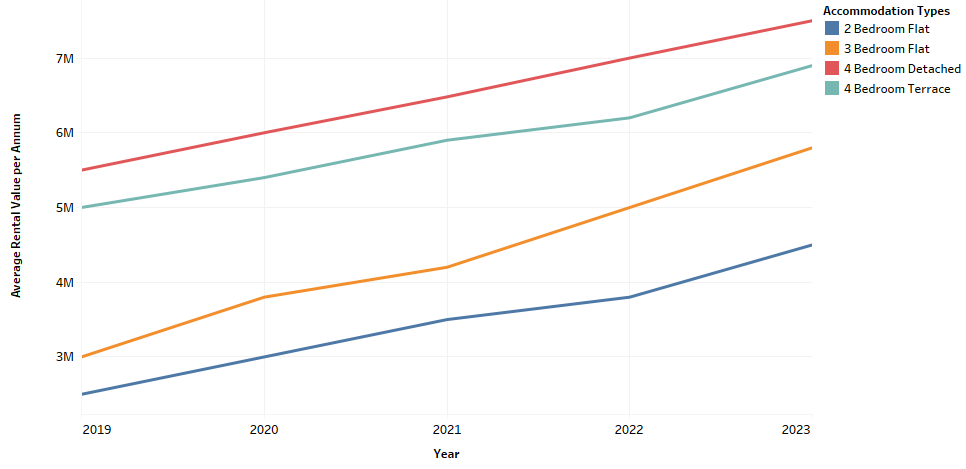 Accommodation Types
2 Bedroom Flat
3 Bedroom Flat
4 Bedroom Detached
4 Bedroom Terrace
Average Rental Value per Annum
7M
6M
5M
4M
3M
2019 2020 2021 2022 2023
Year